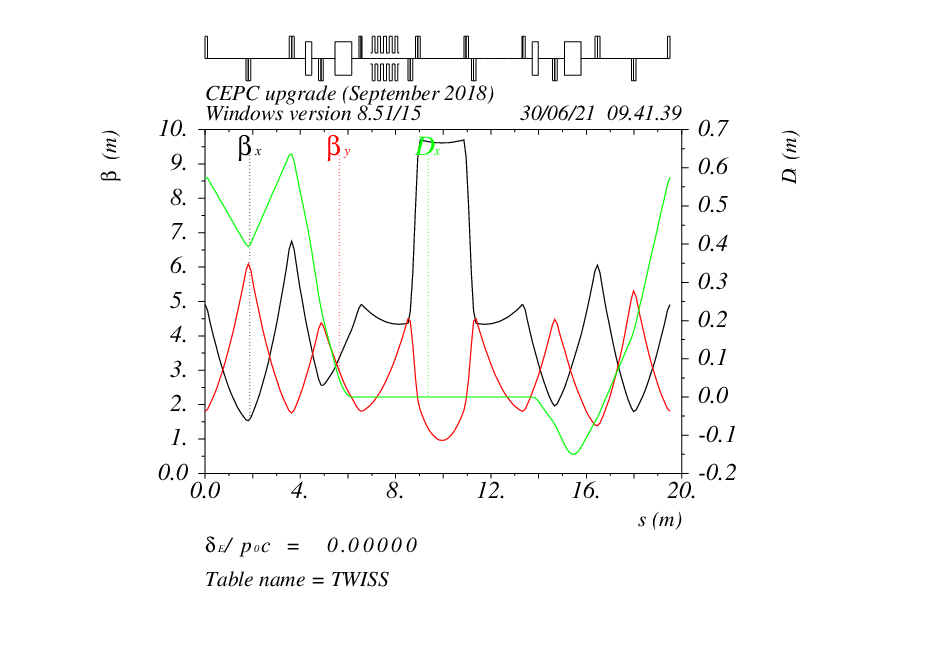 CEPC upgrade (September 2018)
Windows version 8.51/15 30/06/21 09.41.39
β (m)
D (m)
βx βy Dx
10.
9.
8.
7.
6.
5.
4.
3.
2.
1.
0.0
0.7
0.6
0.5
0.4
0.3
0.2
0.1
0.0
-0.1
-0.2
0.0 4. 8. 12. 16. 20.
s (m)
δE/ p0c = 0.00000
Table name = TWISS